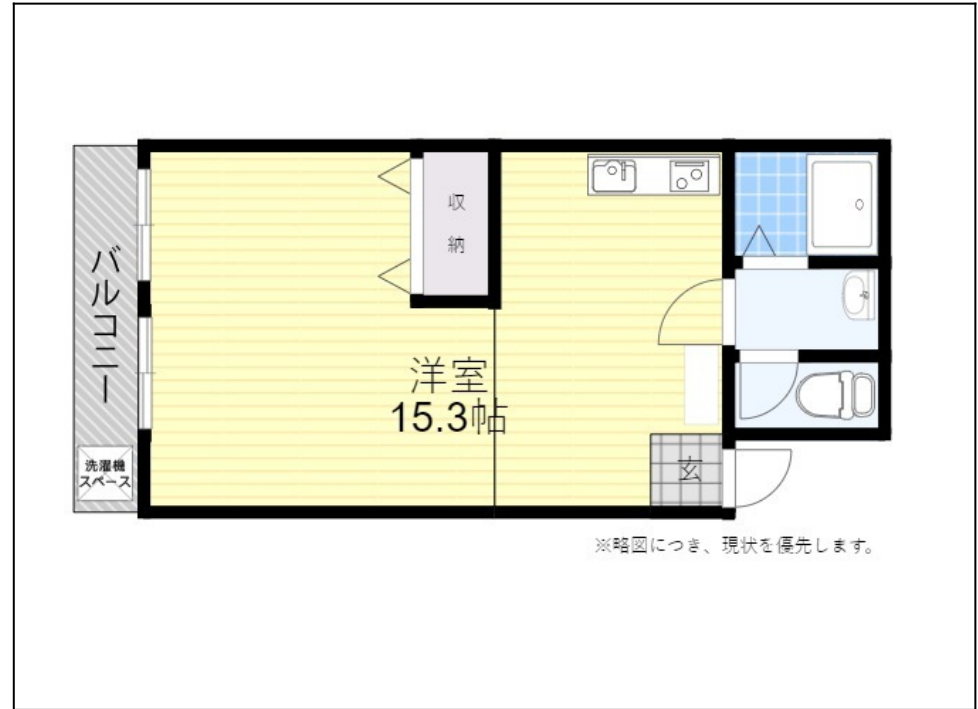 収納
バルコニー
洋室
15.3帖
洗濯機
スペース
玄
※略図につき、現状を優先します。